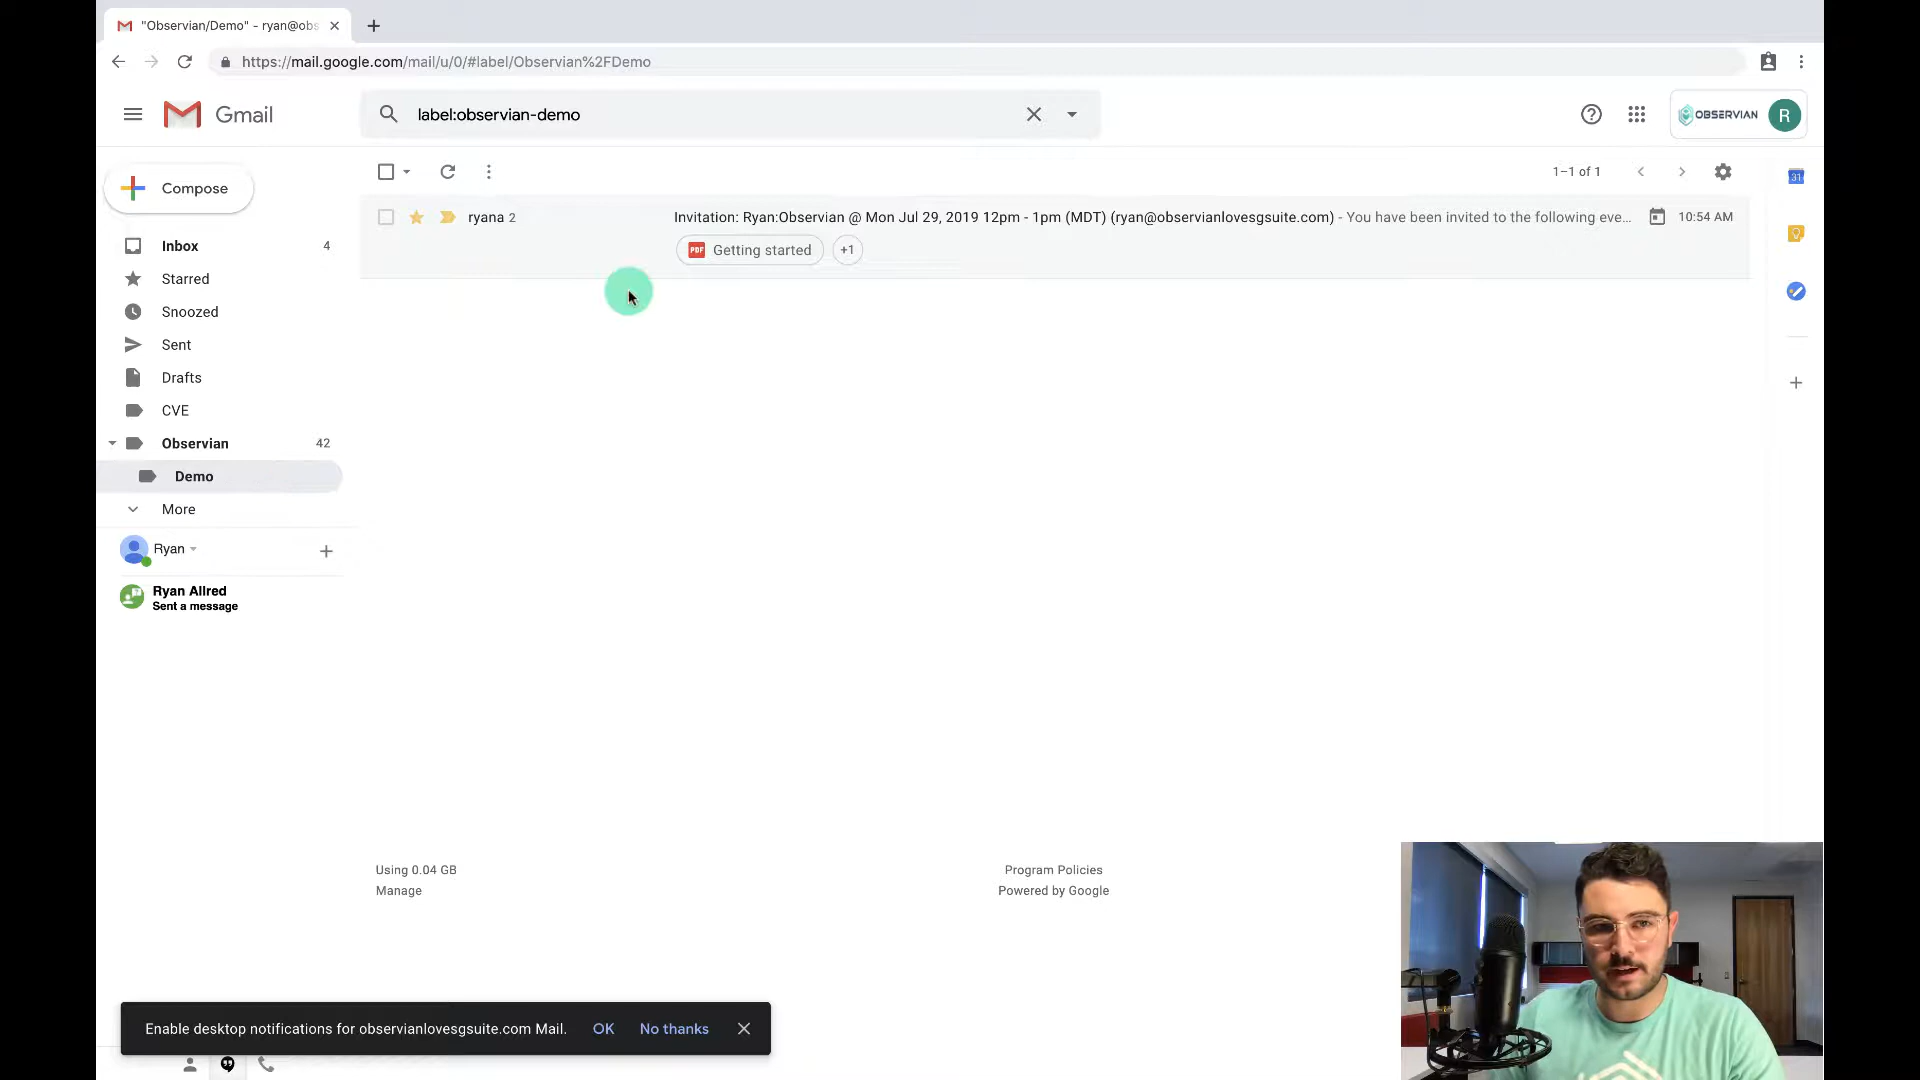 "Observian/Demo" - ryan@obs
https://mail.google.com/mail/u/0/#label/Observian%2FDemo
Gmail
label:observian-demo
OBSERVIAN
R
Compose
1–1 of 1
31
ryana 2
Invitation: Ryan:Observian @ Mon Jul 29, 2019 12pm - 1pm (MDT) (ryan@observianlovesgsuite.com) - You have been invited to the following eve...
10:54 AM
PDF
Getting started
+1
Inbox
4
Starred
Snoozed
Sent
Drafts
CVE
Observian
42
Demo
More
Ryan
Ryan Allred
Sent a message
Using 0.04 GB
Manage
Program Policies
Powered by Google
Enable desktop notifications for observianlovesgsuite.com Mail.
OK
No thanks